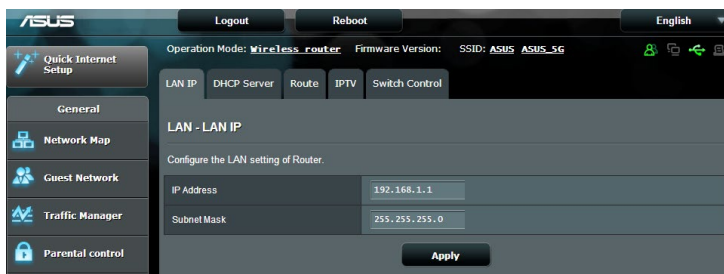 ASUS
Logout
Reboot
English
Quick Internet Setup
Operation Mode: Wireless router Firmware Version: SSID: ASUS ASUS_5G
LAN IP
DHCP Server
Route
IPTV
Switch Control
General
Network Map
Guest Network
Traffic Manager
Parental control
LAN - LAN IP
Configure the LAN setting of Router.
IP Address 192.168.1.1
Subnet Mask 255.255.255.0
Apply